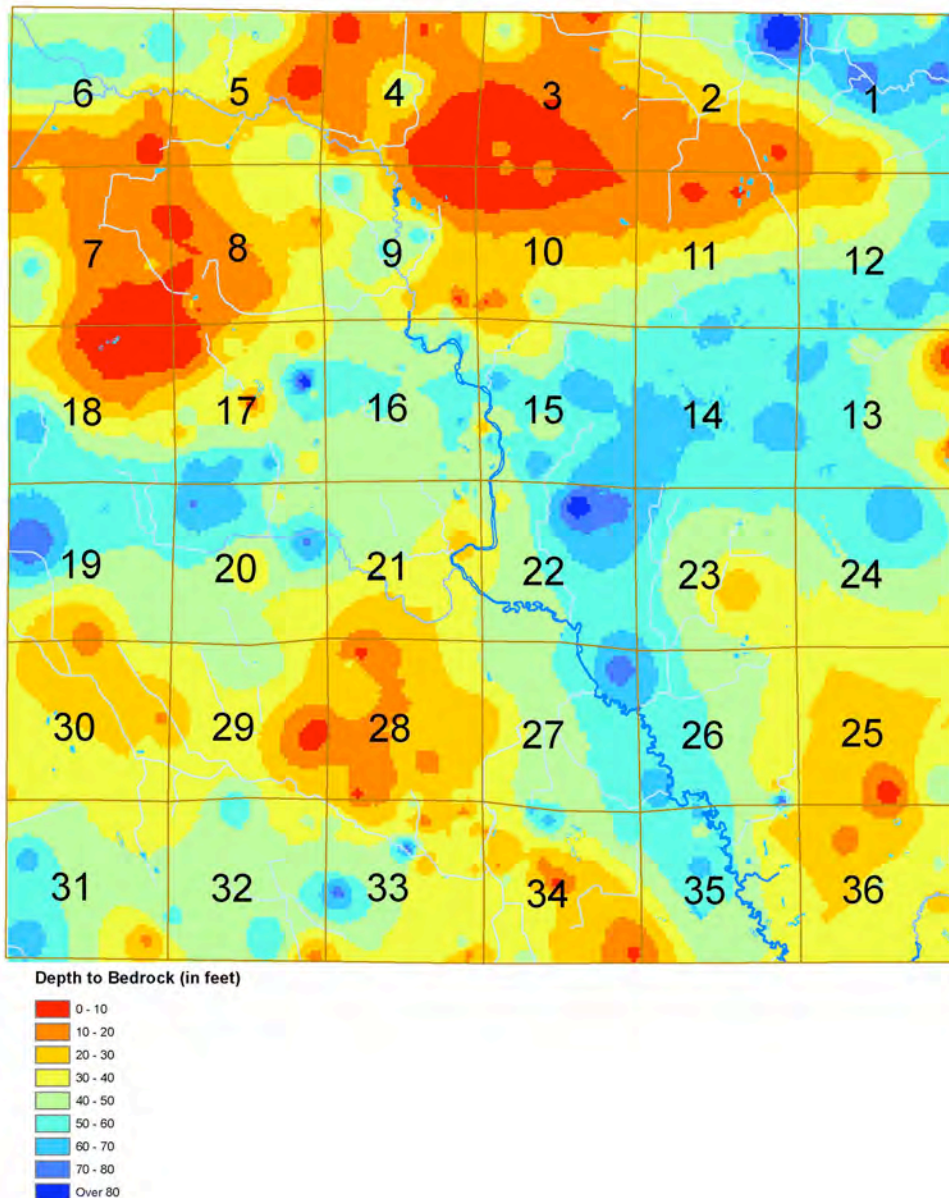 6 5 4 3 2 1
7 8 9 10 11 12
18 17 16 15 14 13
19 20 21 22 23 24
30 29 28 27 26 25
31 32 33 34 35 36
Depth to Bedrock (in feet)
0 - 10
10 - 20
20 - 30
30 - 40
40 - 50
50 - 60
60 - 70
70 - 80
Over 80